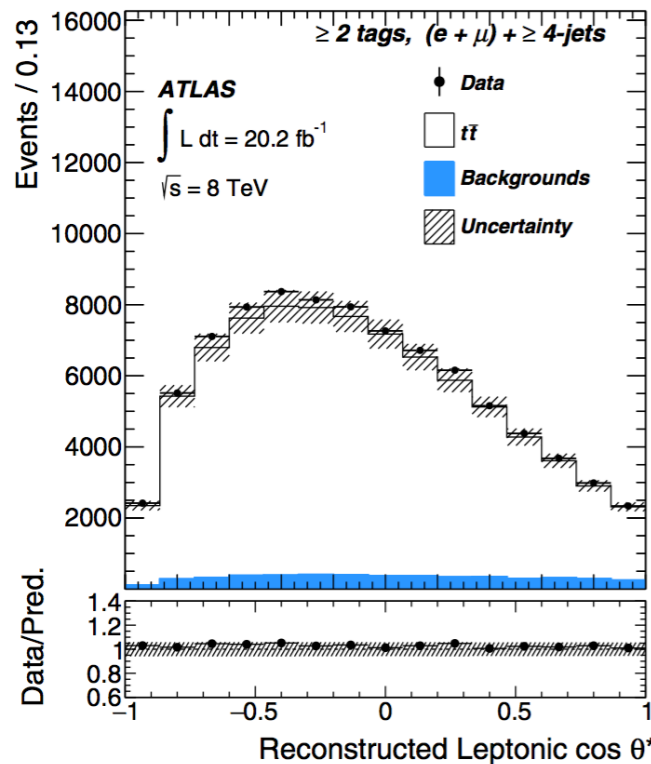 ≥ 2 tags, (e + μ) + ≥ 4-jets
ATLAS
∫ L dt = 20.2 fb⁻¹
√s = 8 TeV
Data
tt̄
Backgrounds
Uncertainty
Events / 0.13
16000
14000
12000
10000
8000
6000
4000
2000
Data/Pred.
1.4
1.2
1
0.8
0.6
−1 −0.5 0 0.5 1
Reconstructed Leptonic cos θ*